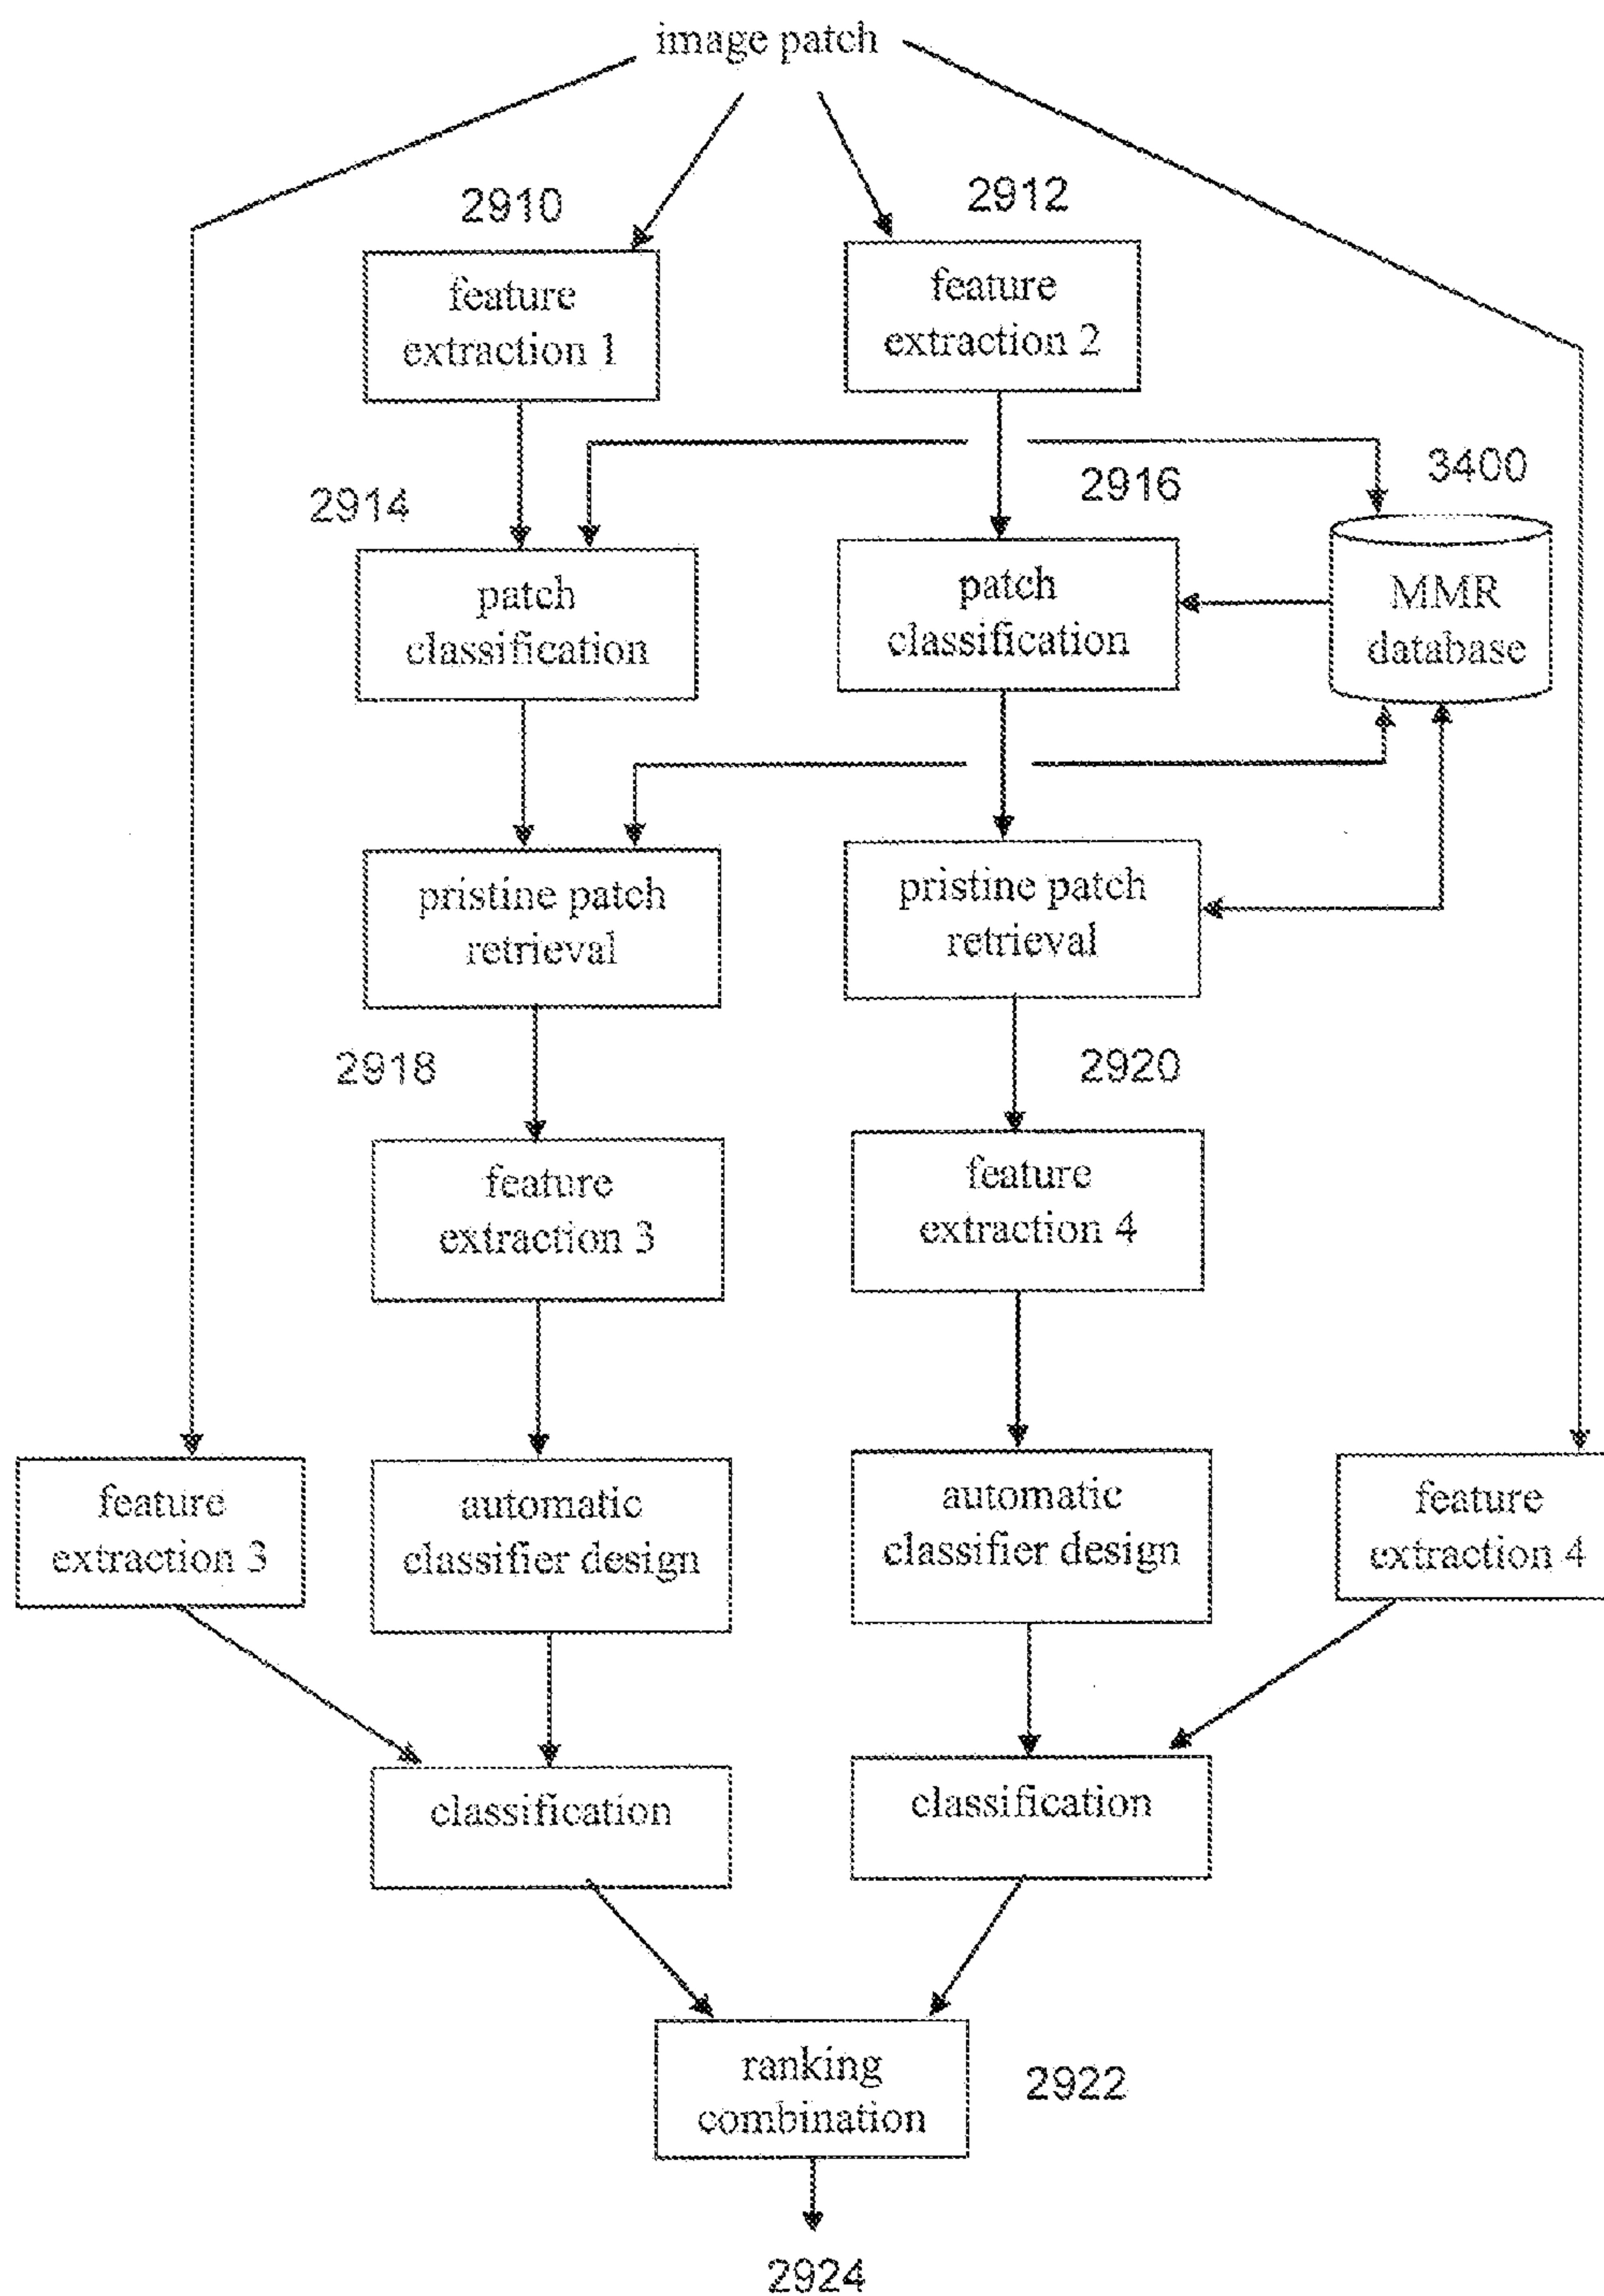 image patch
2910
2912
feature
extraction 1
feature
extraction 2
2914
2916
3400
patch
classification
patch
classification
MMR
database
pristine patch
retrieval
pristine patch
retrieval
2918
2920
feature
extraction 3
feature
extraction 4
feature
extraction 3
automatic
classifier design
automatic
classifier design
feature
extraction 4
classification
classification
ranking
combination
2922
2924